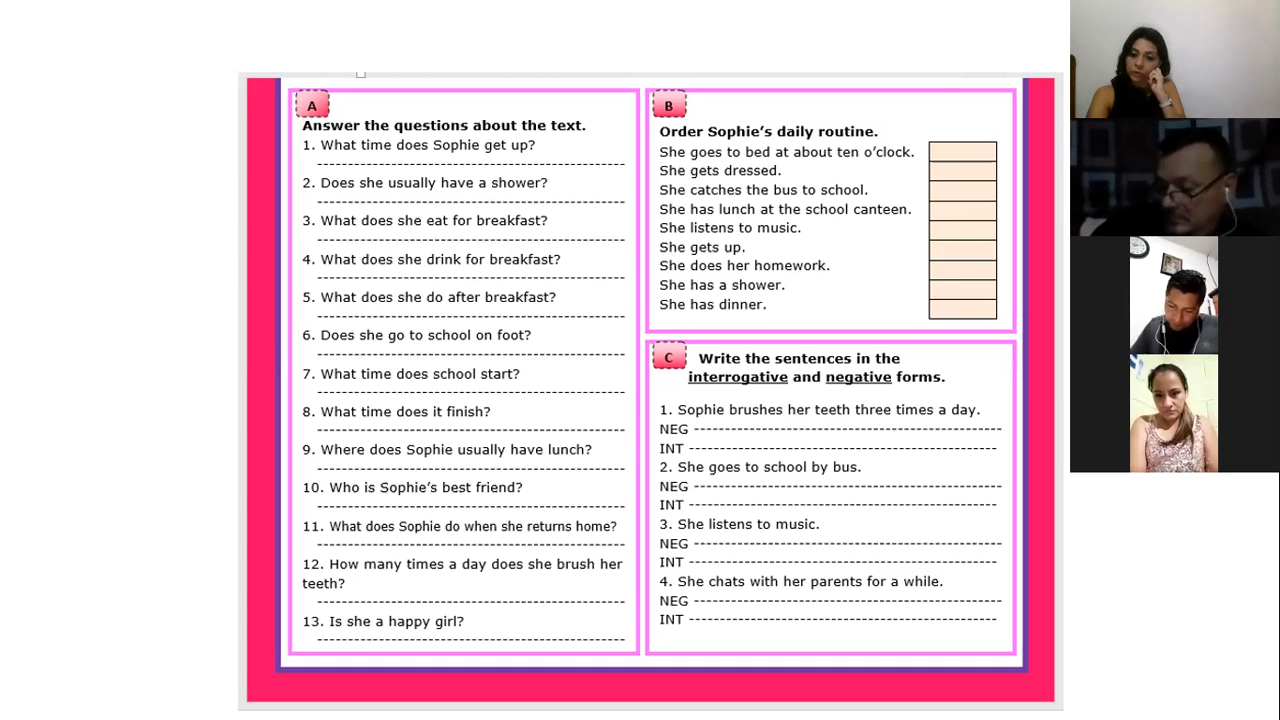 A
Answer the questions about the text.
1. What time does Sophie get up?
2. Does she usually have a shower?
3. What does she eat for breakfast?
4. What does she drink for breakfast?
5. What does she do after breakfast?
6. Does she go to school on foot?
7. What time does school start?
8. What time does it finish?
9. Where does Sophie usually have lunch?
10. Who is Sophie's best friend?
11. What does Sophie do when she returns home?
12. How many times a day does she brush her
teeth?
13. Is she a happy girl?
B
Order Sophie's daily routine.
She goes to bed at about ten o'clock.
She gets dressed.
She catches the bus to school.
She has lunch at the school canteen.
She listens to music.
She gets up.
She does her homework.
She has a shower.
She has dinner.
C
Write the sentences in the
interrogative and negative forms.
1. Sophie brushes her teeth three times a day.
NEG
INT
2. She goes to school by bus.
NEG
INT
3. She listens to music.
NEG
INT
4. She chats with her parents for a while.
NEG
INT